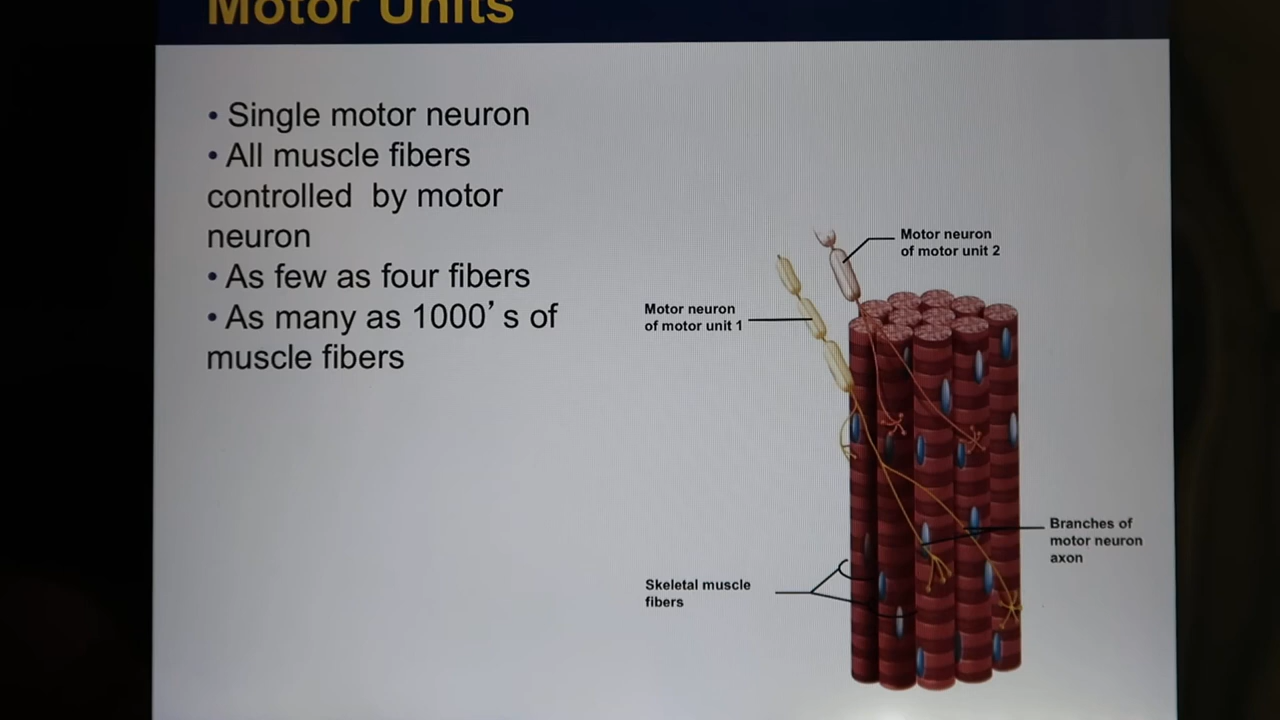 Motor Units
• Single motor neuron
• All muscle fibers
controlled  by motor
neuron
• As few as four fibers
• As many as 1000’s of
muscle fibers
Motor neuron
of motor unit 2
Motor neuron
of motor unit 1
Branches of
motor neuron
axon
Skeletal muscle
fibers